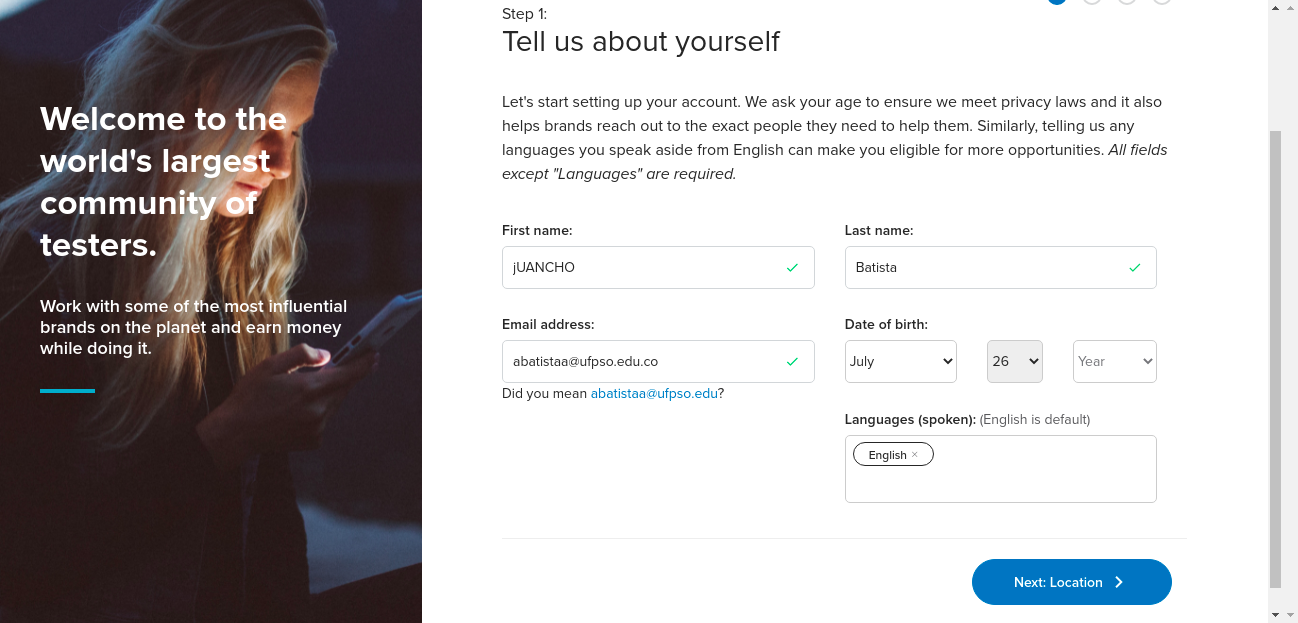 Welcome to the
world's largest
community of
testers.
Work with some of the most influential
brands on the planet and earn money
while doing it.
Step 1:
Tell us about yourself
Let's start setting up your account. We ask your age to ensure we meet privacy laws and it also
helps brands reach out to the exact people they need to help them. Similarly, telling us any
languages you speak aside from English can make you eligible for more opportunities. All fields
except "Languages" are required.
First name:
jUANCHO
Last name:
Batista
Email address:
abatistaa@ufpso.edu.co
Did you mean abatistaa@ufpso.edu?
Date of birth:
July 26 Year
Languages (spoken): (English is default)
English ×
Next: Location